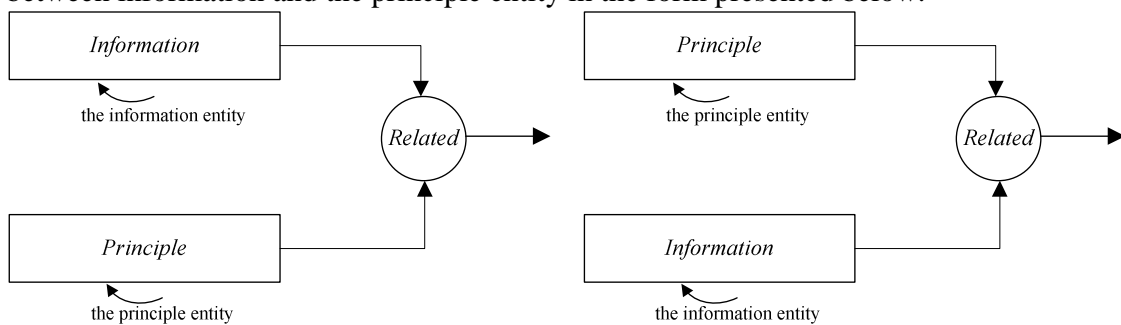 between information and the principle entity in the form presented below:
Information
the information entity
Related
Principle
the principle entity
Principle
the principle entity
Related
Information
the information entity